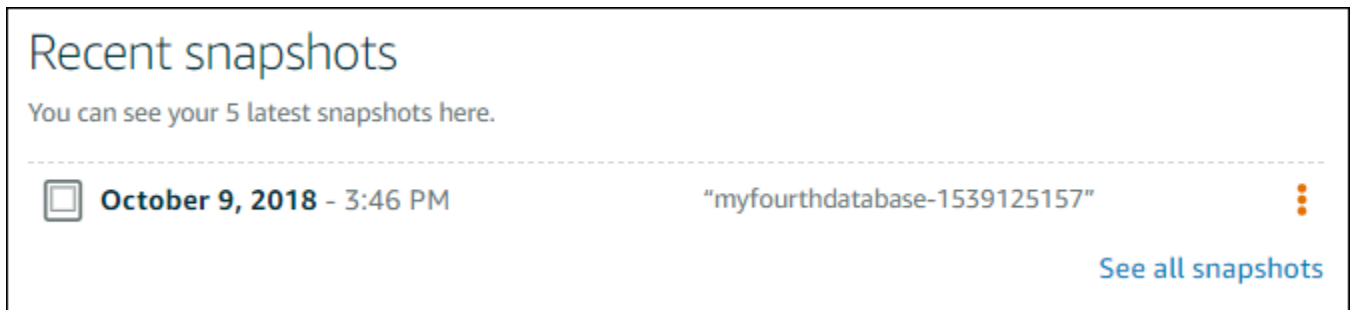 Recent snapshots
You can see your 5 latest snapshots here.
October 9, 2018 - 3:46 PM “myfourthdatabase-1539125157”
See all snapshots